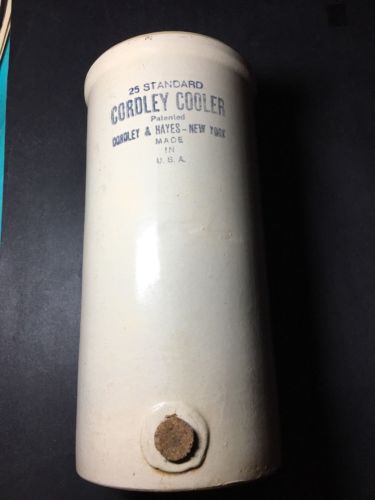 25 STANDARD
CORDLEY COOLER
Patented
CORDLEY & HAYES - NEW YORK
MADE
IN
U.S.A.